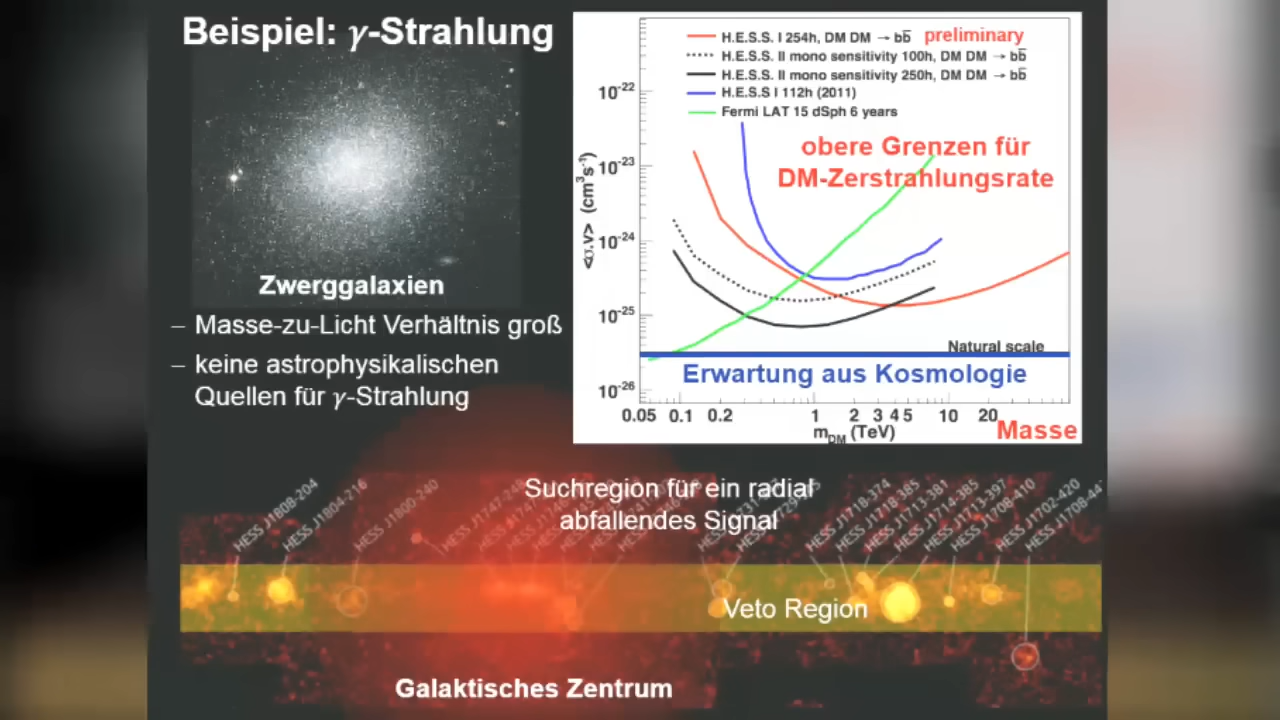 Beispiel: γ-Strahlung
Zwerggalaxien
– Masse-zu-Licht Verhältnis groß
– keine astrophysikalischen
Quellen für γ-Strahlung
H.E.S.S. I 254h, DM DM → bb̅ preliminary
H.E.S.S. II mono sensitivity 100h, DM DM → bb̅
H.E.S.S. II mono sensitivity 250h, DM DM → bb̅
H.E.S.S I 112h (2011)
Fermi LAT 15 dSph 6 years
obere Grenzen für
DM-Zerstrahlungsrate
<σ.v> (cm³s⁻¹)
10⁻²²
10⁻²³
10⁻²⁴
10⁻²⁵
10⁻²⁶
Natural scale
Erwartung aus Kosmologie
0.05 0.1 0.2 1 2 3 4 5 10 20
m_DM (TeV)
Masse
Suchregion für ein radial
abfallendes Signal
HESS J1808-204
HESS J1804-216
HESS J1800-240
HESS J1718-374
HESS J1718-385
HESS J1713-381
HESS J1714-385
HESS J1713-397
HESS J1708-410
HESS J1702-420
HESS J1708-44
Veto Region
Galaktisches Zentrum